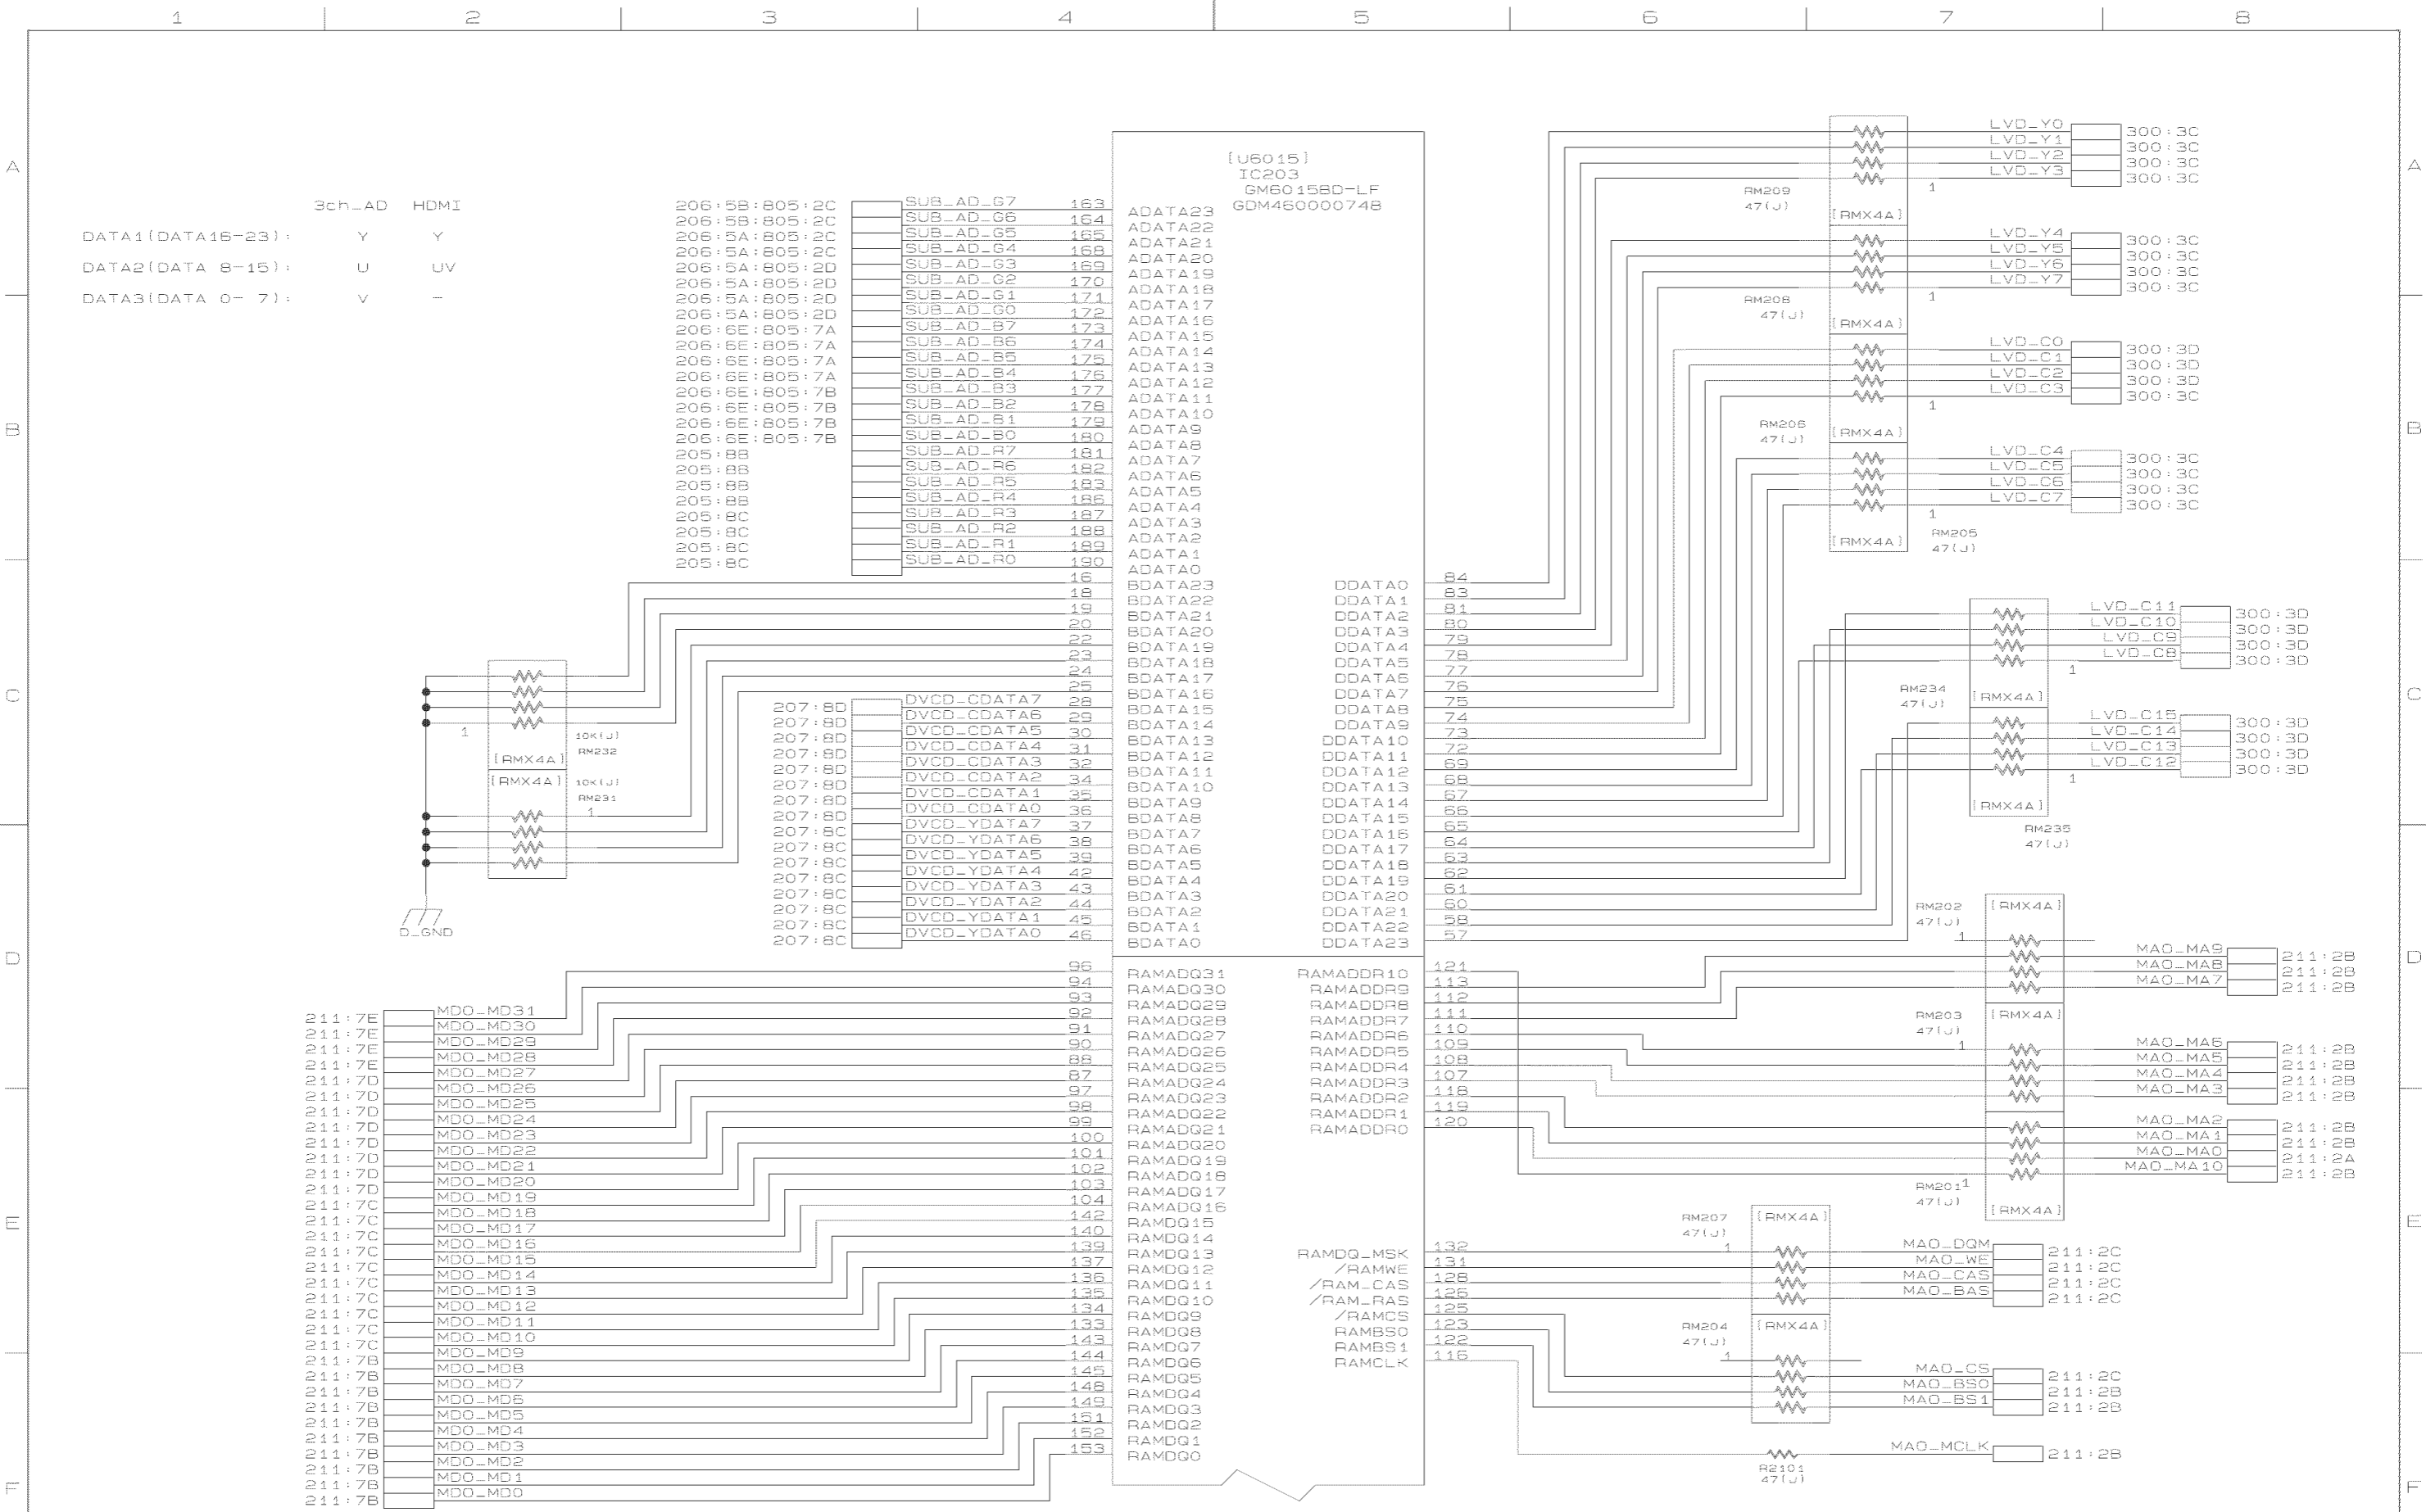 1 2 3 4 5 6 7 8
A A
B B
C C
D D
E E
F F
3ch_AD HDMI
DATA1(DATA16-23): Y Y
DATA2(DATA 8-15): U UV
DATA3(DATA 0- 7): V -
[U6015]
IC203
GM6015BD-LF
GDM460000748
206:5B:805:2C SUB_AD_G7 163 ADATA23
206:5B:805:2C SUB_AD_G6 164 ADATA22
206:5A:805:2C SUB_AD_G5 165 ADATA21
206:5A:805:2C SUB_AD_G4 168 ADATA20
206:5A:805:2D SUB_AD_G3 169 ADATA19
206:5A:805:2D SUB_AD_G2 170 ADATA18
206:5A:805:2D SUB_AD_G1 171 ADATA17
206:5A:805:2D SUB_AD_G0 172 ADATA16
206:6E:805:7A SUB_AD_B7 173 ADATA15
206:6E:805:7A SUB_AD_B6 174 ADATA14
206:6E:805:7A SUB_AD_B5 175 ADATA13
206:6E:805:7A SUB_AD_B4 176 ADATA12
206:6E:805:7B SUB_AD_B3 177 ADATA11
206:6E:805:7B SUB_AD_B2 178 ADATA10
206:6E:805:7B SUB_AD_B1 179 ADATA9
206:6E:805:7B SUB_AD_B0 180 ADATA8
205:8B SUB_AD_R7 181 ADATA7
205:8B SUB_AD_R6 182 ADATA6
205:8B SUB_AD_R5 183 ADATA5
205:8B SUB_AD_R4 186 ADATA4
205:8C SUB_AD_R3 187 ADATA3
205:8C SUB_AD_R2 188 ADATA2
205:8C SUB_AD_R1 189 ADATA1
205:8C SUB_AD_R0 190 ADATA0
16 BDATA23
18 BDATA22
19 BDATA21
20 BDATA20
22 BDATA19
23 BDATA18
24 BDATA17
25 BDATA16
1 10K(J)
RM232
[RMX4A]
[RMX4A] 10K(J)
RM231
1
D_GND
207:8D DVCD_CDATA7 28 BDATA15
207:8D DVCD_CDATA6 29 BDATA14
207:8D DVCD_CDATA5 30 BDATA13
207:8D DVCD_CDATA4 31 BDATA12
207:8D DVCD_CDATA3 32 BDATA11
207:8D DVCD_CDATA2 34 BDATA10
207:8D DVCD_CDATA1 35 BDATA9
207:8D DVCD_CDATA0 36 BDATA8
207:8C DVCD_YDATA7 37 BDATA7
207:8C DVCD_YDATA6 38 BDATA6
207:8C DVCD_YDATA5 39 BDATA5
207:8C DVCD_YDATA4 42 BDATA4
207:8C DVCD_YDATA3 43 BDATA3
207:8C DVCD_YDATA2 44 BDATA2
207:8C DVCD_YDATA1 45 BDATA1
207:8C DVCD_YDATA0 46 BDATA0
DDATA0 84
DDATA1 83
DDATA2 81
DDATA3 80
DDATA4 79
DDATA5 78
DDATA6 77
DDATA7 76
DDATA8 75
DDATA9 74
DDATA10 73
DDATA11 72
DDATA12 69
DDATA13 68
DDATA14 67
DDATA15 66
DDATA16 65
DDATA17 64
DDATA18 63
DDATA19 62
DDATA20 61
DDATA21 60
DDATA22 58
DDATA23 57
LVD_Y0 300:3C
LVD_Y1 300:3C
LVD_Y2 300:3C
LVD_Y3 300:3C
RM209 1
47(J) [RMX4A]
LVD_Y4 300:3C
LVD_Y5 300:3C
LVD_Y6 300:3C
LVD_Y7 300:3C
RM208 1
47(J) [RMX4A]
LVD_C0 300:3D
LVD_C1 300:3D
LVD_C2 300:3D
LVD_C3 300:3C
RM206 1
47(J) [RMX4A]
LVD_C4 300:3C
LVD_C5 300:3C
LVD_C6 300:3C
LVD_C7 300:3C
1
[RMX4A] RM205
47(J)
LVD_C11 300:3D
LVD_C10 300:3D
LVD_C9 300:3D
LVD_C8 300:3D
RM234 1
47(J) [RMX4A]
LVD_C15 300:3D
LVD_C14 300:3D
LVD_C13 300:3D
LVD_C12 300:3D
1
[RMX4A]
RM235
47(J)
211:7E MDO_MD31 96 RAMADQ31
211:7E MDO_MD30 94 RAMADQ30
211:7E MDO_MD29 93 RAMADQ29
211:7E MDO_MD28 92 RAMADQ28
211:7D MDO_MD27 91 RAMADQ27
211:7D MDO_MD26 90 RAMADQ26
211:7D MDO_MD25 88 RAMADQ25
211:7D MDO_MD24 87 RAMADQ24
211:7D MDO_MD23 97 RAMADQ23
211:7D MDO_MD22 98 RAMADQ22
211:7D MDO_MD21 99 RAMADQ21
211:7D MDO_MD20 100 RAMADQ20
211:7C MDO_MD19 101 RAMADQ19
211:7C MDO_MD18 102 RAMADQ18
211:7C MDO_MD17 103 RAMADQ17
211:7C MDO_MD16 104 RAMADQ16
211:7C MDO_MD15 142 RAMDQ15
211:7C MDO_MD14 140 RAMDQ14
211:7C MDO_MD13 139 RAMDQ13
211:7C MDO_MD12 137 RAMDQ12
211:7C MDO_MD11 136 RAMDQ11
211:7C MDO_MD10 135 RAMDQ10
211:7B MDO_MD9 134 RAMDQ9
211:7B MDO_MD8 133 RAMDQ8
211:7B MDO_MD7 143 RAMDQ7
211:7B MDO_MD6 144 RAMDQ6
211:7B MDO_MD5 145 RAMDQ5
211:7B MDO_MD4 148 RAMDQ4
211:7B MDO_MD3 149 RAMDQ3
211:7B MDO_MD2 151 RAMDQ2
211:7B MDO_MD1 152 RAMDQ1
211:7B MDO_MD0 153 RAMDQ0
RAMADDR10 121
RAMADDR9 113
RAMADDR8 112
RAMADDR7 111
RAMADDR6 110
RAMADDR5 109
RAMADDR4 108
RAMADDR3 107
RAMADDR2 118
RAMADDR1 119
RAMADDR0 120
RAMDQ_MSK 132
/RAMWE 131
/RAM_CAS 128
/RAM_RAS 126
/RAMCS 125
RAMBS0 123
RAMBS1 122
RAMCLK 116
RM202 [RMX4A]
47(J)
1
MAO_MA9 211:2B
MAO_MA8 211:2B
MAO_MA7 211:2B
RM203 [RMX4A]
47(J)
1
MAO_MA6 211:2B
MAO_MA5 211:2B
MAO_MA4 211:2B
MAO_MA3 211:2B
MAO_MA2 211:2B
MAO_MA1 211:2B
MAO_MA0 211:2A
MAO_MA10 211:2B
RM201 1
47(J) [RMX4A]
RM207 [RMX4A]
47(J)
1
MAO_DQM 211:2C
MAO_WE 211:2C
MAO_CAS 211:2C
MAO_BAS 211:2C
RM204 [RMX4A]
47(J)
1
MAO_CS 211:2C
MAO_BS0 211:2B
MAO_BS1 211:2B
MAO_MCLK 211:2B
R2101
47(J)